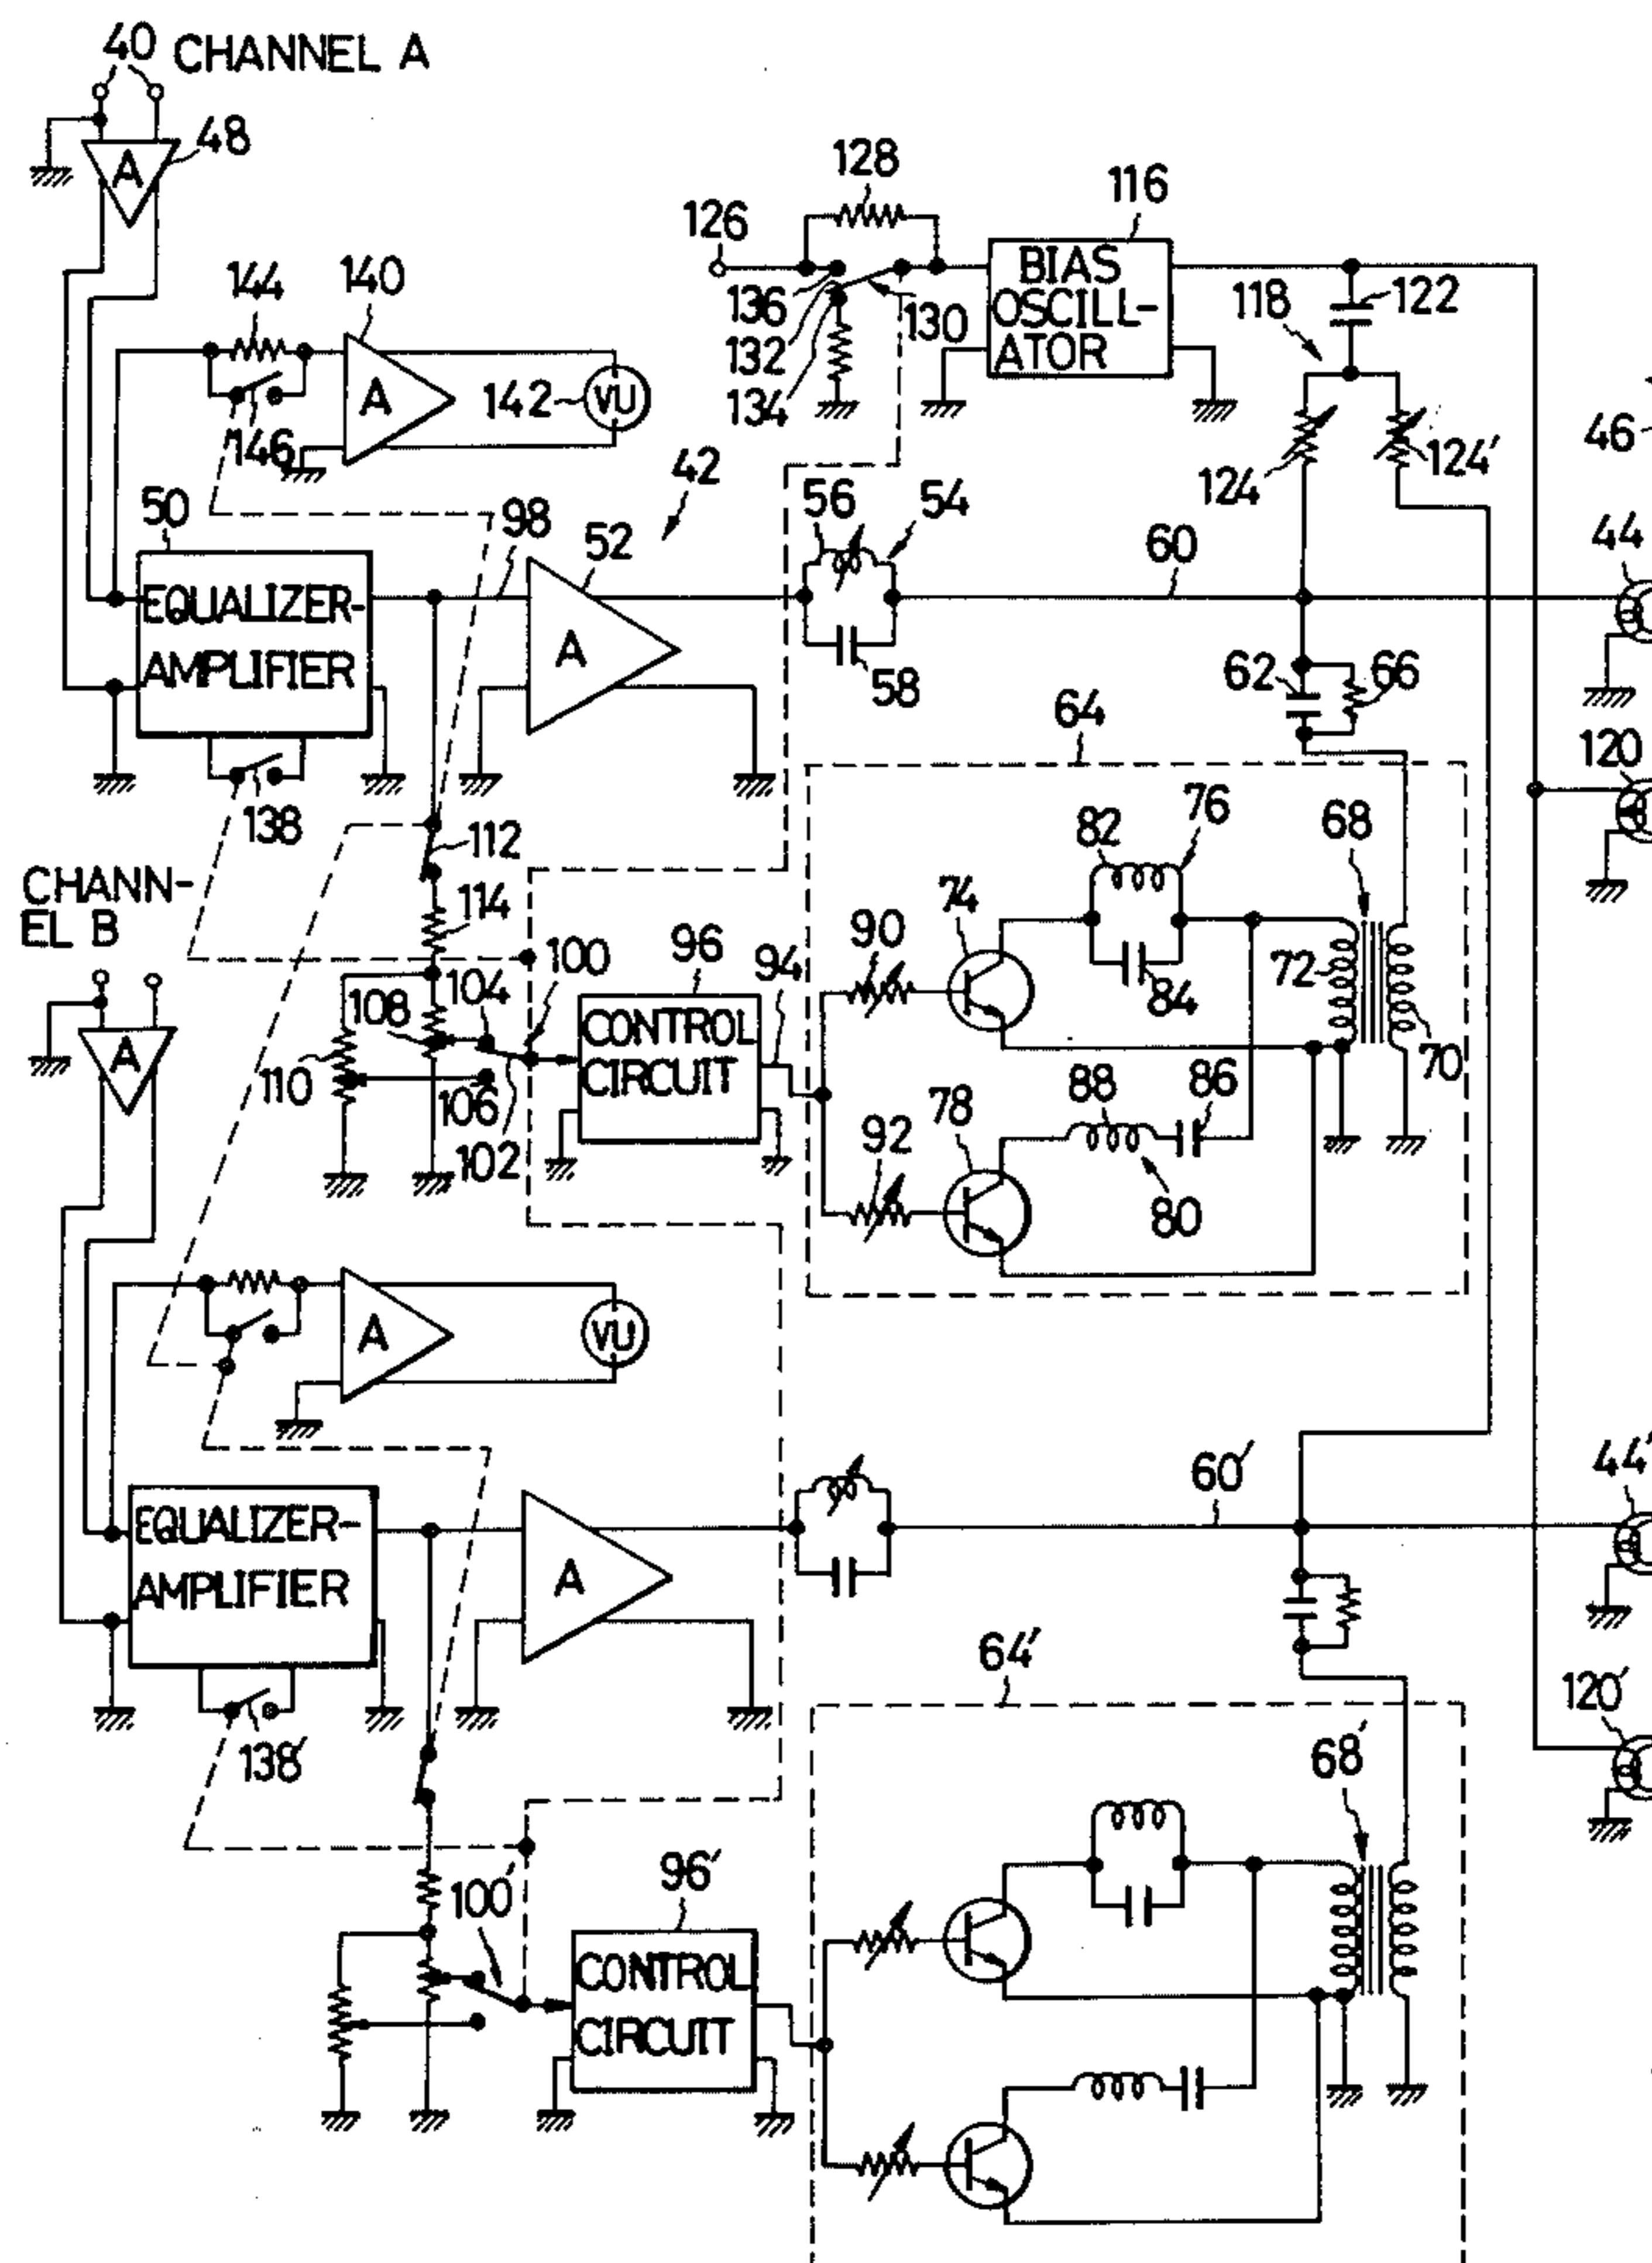 40 CHANNEL A
A
48
128
116
126
144
140
BIAS
OSCILL-
ATOR
136
130
118
122
132
134
A
142
VU
146
124
124'
46
42
50
98
52
56
54
60
44
EQUALIZER-
AMPLIFIER
A
58
62
66
64
120
138
112
82
76
68
CHANN-
EL B
114
74
90
100
96
94
104
108
72
84
CONTROL
CIRCUIT
A
110
106
70
102
78
88
86
92
80
A
VU
60'
44'
EQUALIZER-
AMPLIFIER
A
64'
120'
138'
68'
96'
100'
CONTROL
CIRCUIT